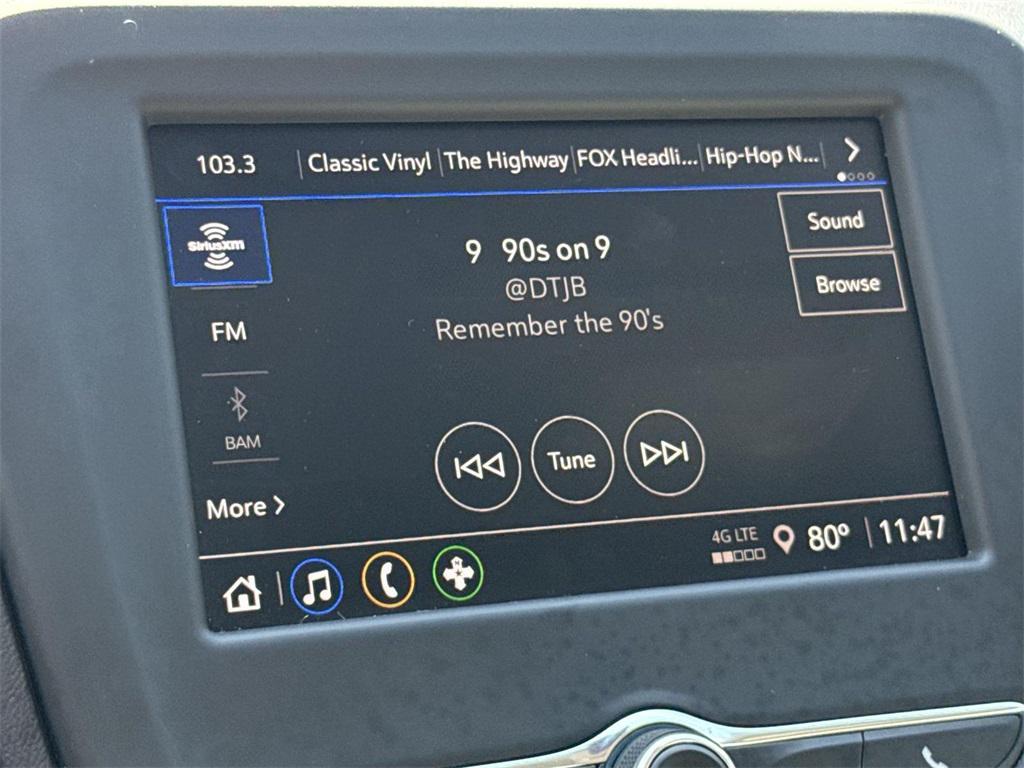 103.3 Classic Vinyl The Highway FOX Headli... Hip-Hop N...
SiriusXM
Sound
9 90s on 9
@DTJB
Browse
Remember the 90's
FM
BAM
Tune
More
4G LTE 80° 11:47